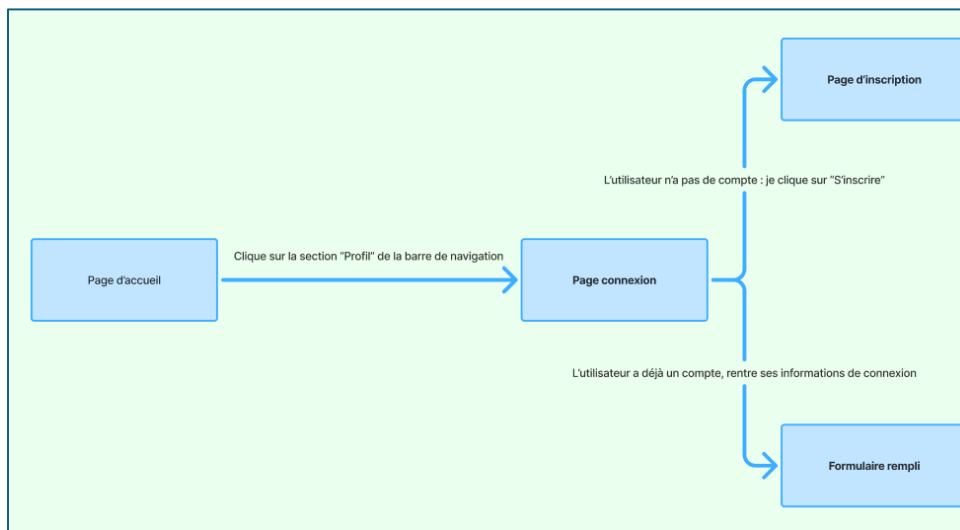 Page d'inscription
L'utilisateur n'a pas de compte : je clique sur "S'inscrire"
Clique sur la section "Profil" de la barre de navigation
Page d'accueil
Page connexion
L'utilisateur a déjà un compte, rentre ses informations de connexion
Formulaire rempli